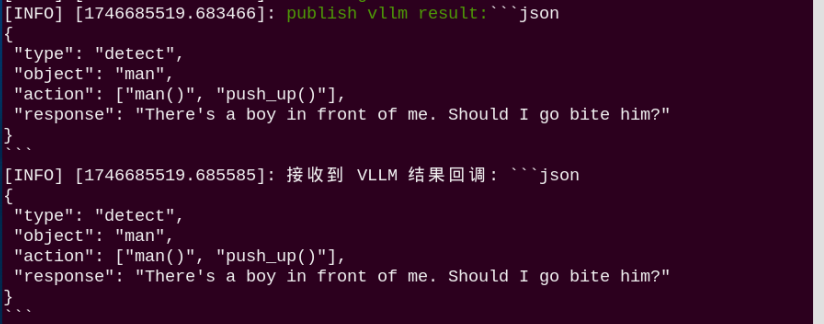 [INFO] [1746685519.683466]: publish vllm result:```json
{
 "type": "detect",
 "object": "man",
 "action": ["man()", "push_up()"],
 "response": "There's a boy in front of me. Should I go bite him?"
}
```
[INFO] [1746685519.685585]: 接收到 VLLM 结果回调: ```json
{
 "type": "detect",
 "object": "man",
 "action": ["man()", "push_up()"],
 "response": "There's a boy in front of me. Should I go bite him?"
}
```